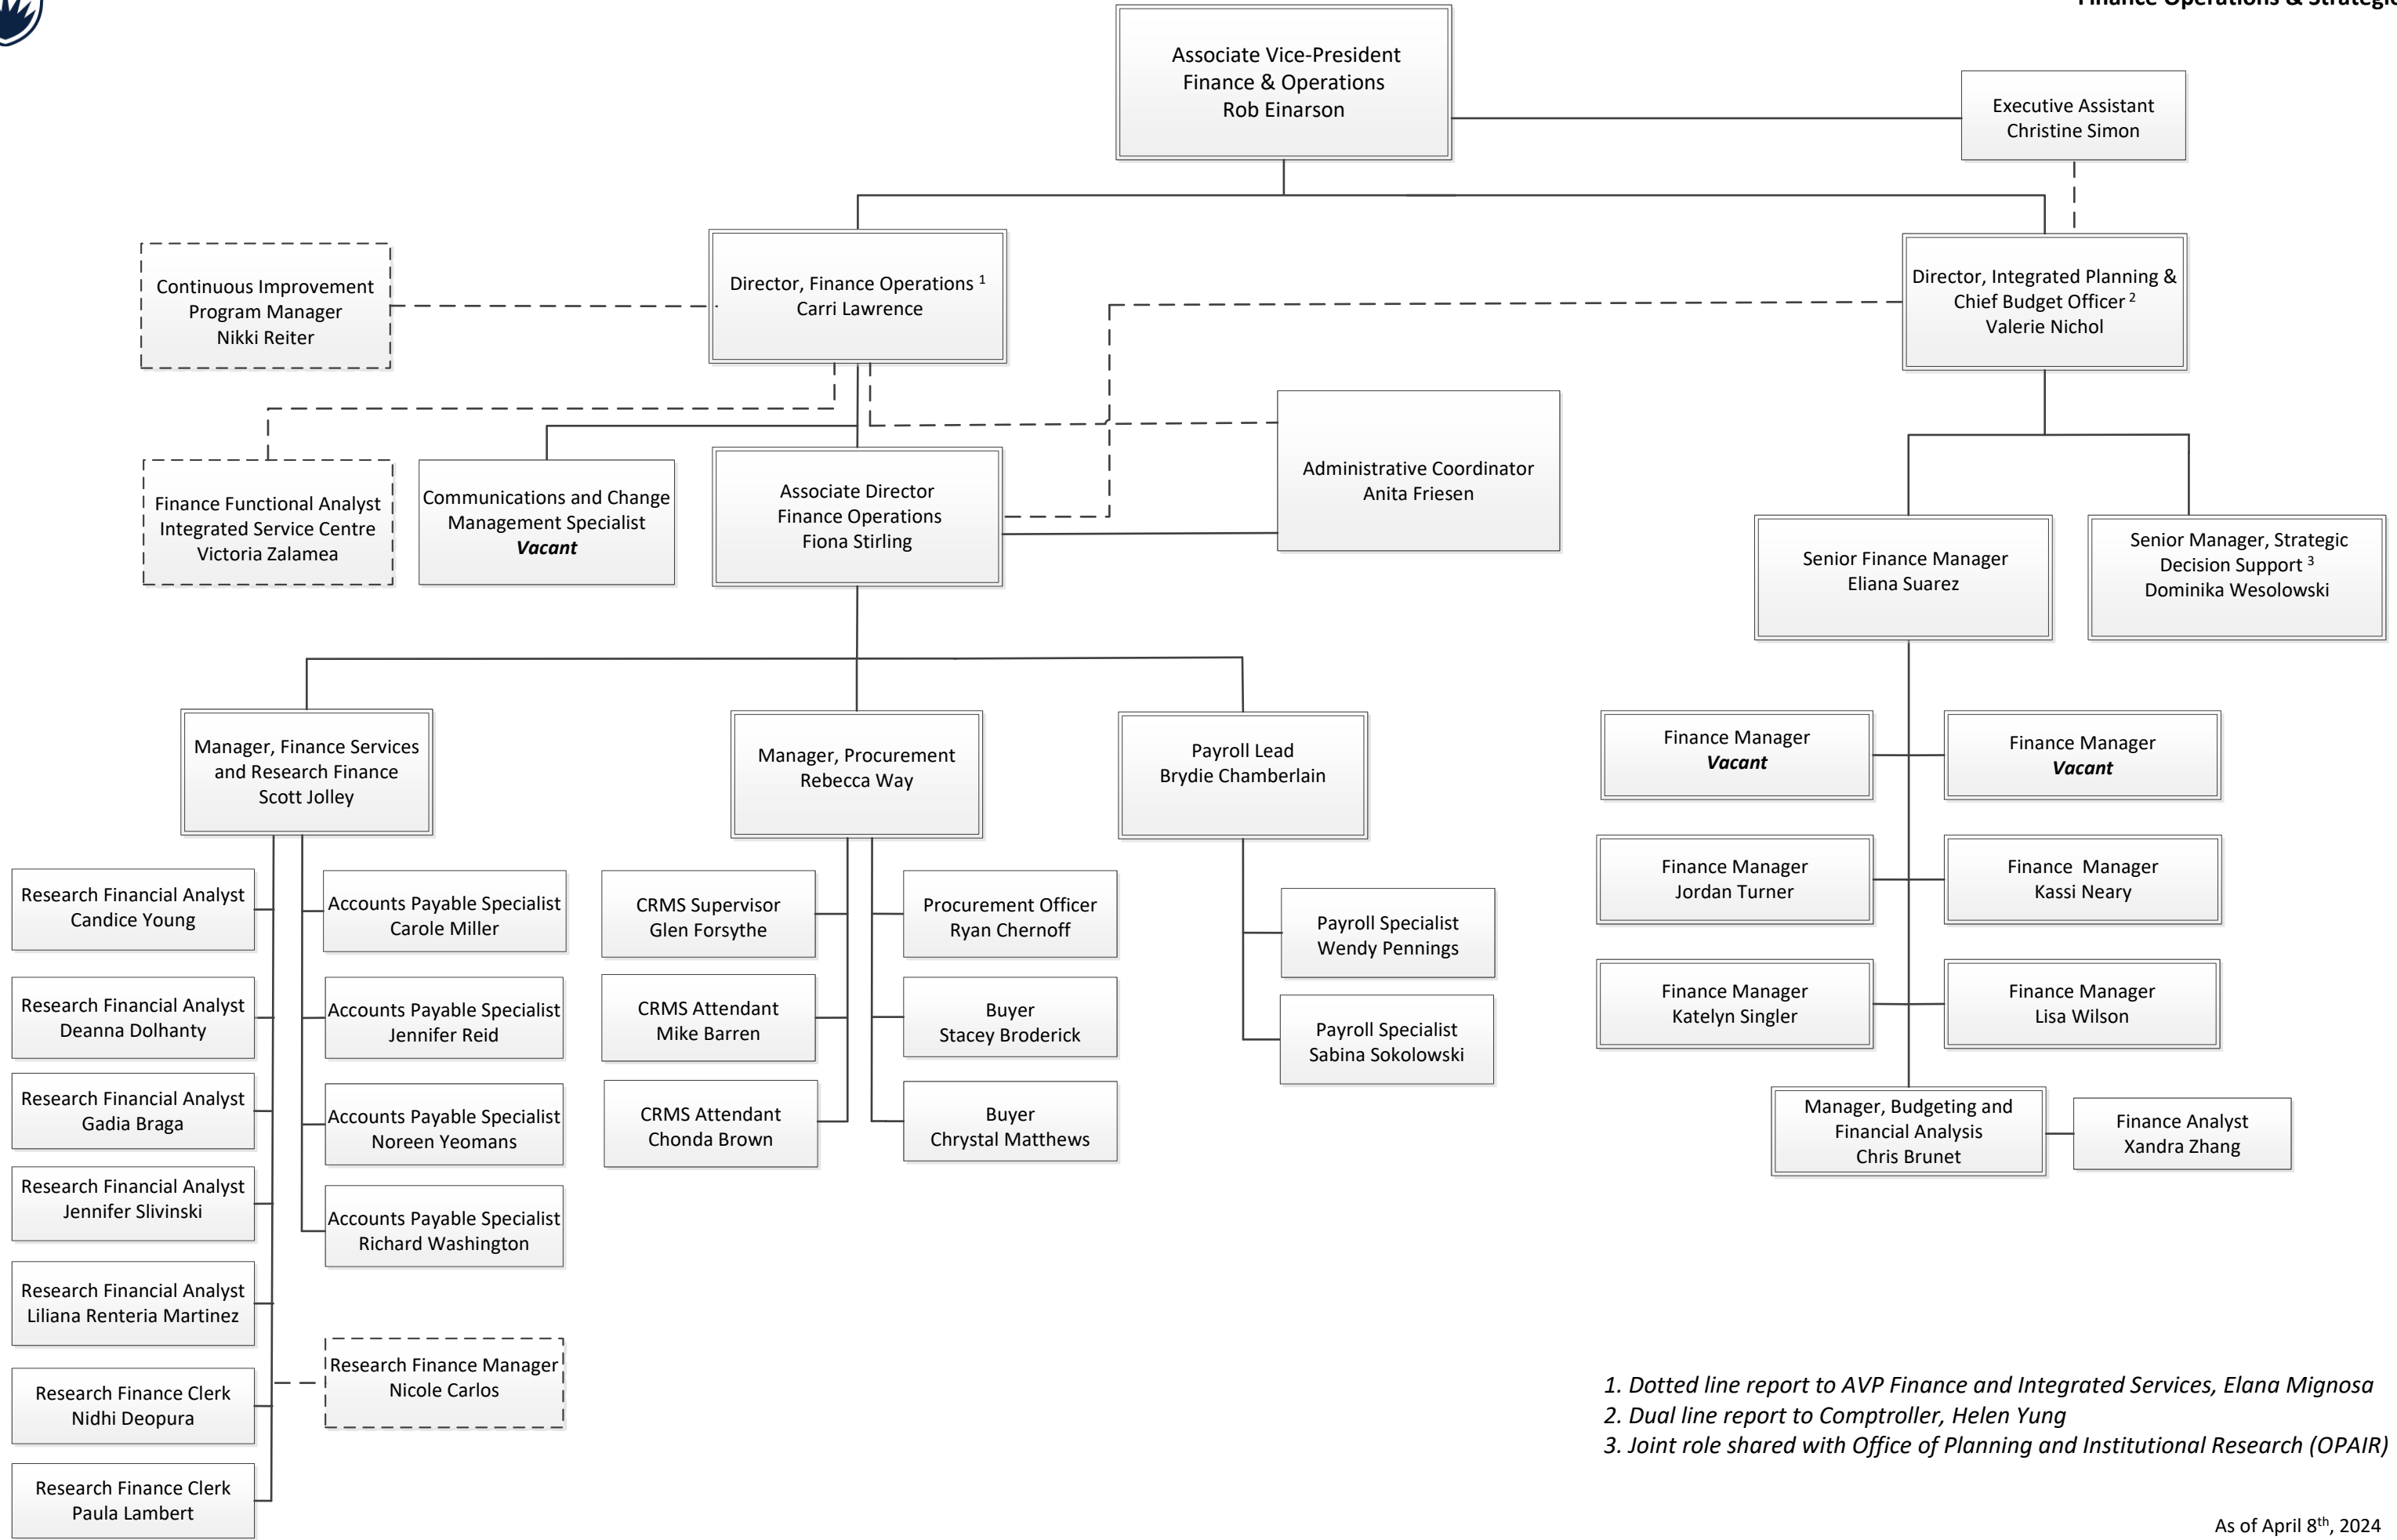 Finance Operations & Strategic
Associate Vice-President
Finance & Operations
Rob Einarson
Executive Assistant
Christine Simon
Continuous Improvement
Program Manager
Nikki Reiter
Director, Finance Operations 1
Carri Lawrence
Director, Integrated Planning &
Chief Budget Officer 2
Valerie Nichol
Finance Functional Analyst
Integrated Service Centre
Victoria Zalamea
Communications and Change
Management Specialist
Vacant
Associate Director
Finance Operations
Fiona Stirling
Administrative Coordinator
Anita Friesen
Senior Finance Manager
Eliana Suarez
Senior Manager, Strategic
Decision Support 3
Dominika Wesolowski
Manager, Finance Services
and Research Finance
Scott Jolley
Manager, Procurement
Rebecca Way
Payroll Lead
Brydie Chamberlain
Finance Manager
Vacant
Finance Manager
Vacant
Research Financial Analyst
Candice Young
Accounts Payable Specialist
Carole Miller
CRMS Supervisor
Glen Forsythe
Procurement Officer
Ryan Chernoff
Payroll Specialist
Wendy Pennings
Finance Manager
Jordan Turner
Finance  Manager
Kassi Neary
Research Financial Analyst
Deanna Dolhanty
Accounts Payable Specialist
Jennifer Reid
CRMS Attendant
Mike Barren
Buyer
Stacey Broderick
Payroll Specialist
Sabina Sokolowski
Finance Manager
Katelyn Singler
Finance Manager
Lisa Wilson
Research Financial Analyst
Gadia Braga
Accounts Payable Specialist
Noreen Yeomans
CRMS Attendant
Chonda Brown
Buyer
Chrystal Matthews
Manager, Budgeting and
Financial Analysis
Chris Brunet
Finance Analyst
Xandra Zhang
Research Financial Analyst
Jennifer Slivinski
Accounts Payable Specialist
Richard Washington
Research Financial Analyst
Liliana Renteria Martinez
Research Finance Manager
Nicole Carlos
Research Finance Clerk
Nidhi Deopura
Research Finance Clerk
Paula Lambert
1. Dotted line report to AVP Finance and Integrated Services, Elana Mignosa
2. Dual line report to Comptroller, Helen Yung
3. Joint role shared with Office of Planning and Institutional Research (OPAIR)
As of April 8th, 2024